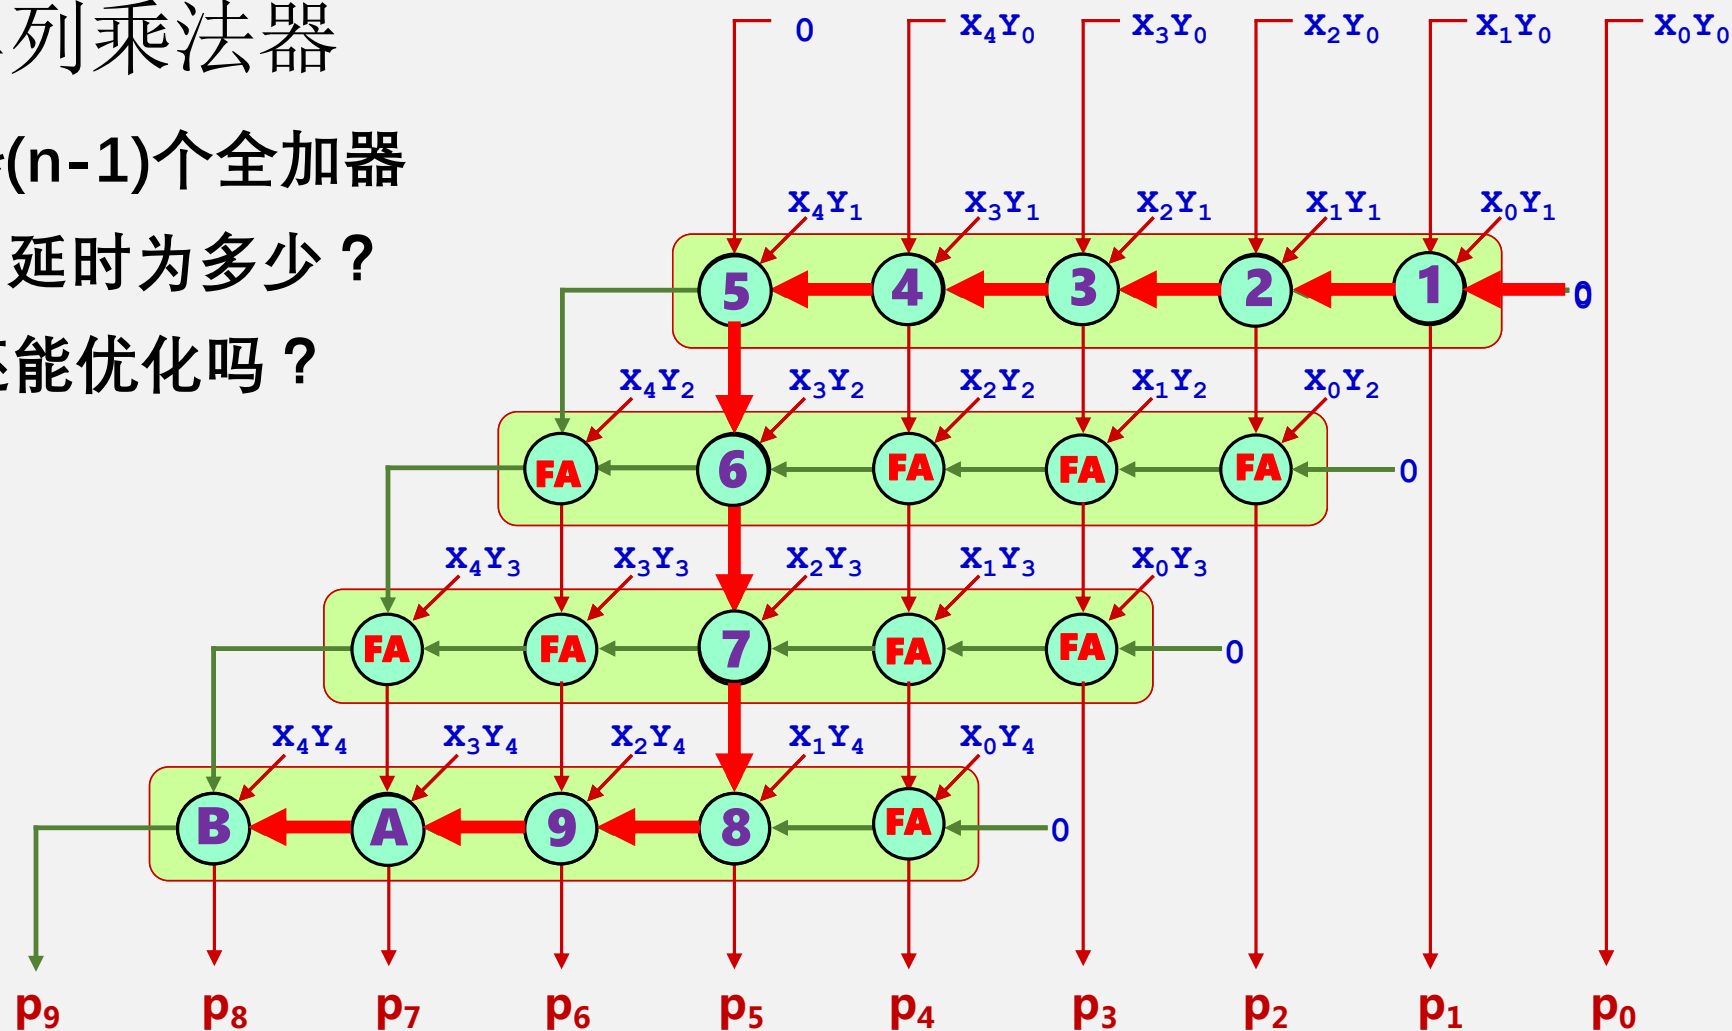 列乘法器
(n-1)个全加器
延时为多少？
能优化吗？
0 X₄Y₀ X₃Y₀ X₂Y₀ X₁Y₀ X₀Y₀
X₄Y₁ X₃Y₁ X₂Y₁ X₁Y₁ X₀Y₁
5 4 3 2 1 0
X₄Y₂ X₃Y₂ X₂Y₂ X₁Y₂ X₀Y₂
FA 6 FA FA FA 0
X₄Y₃ X₃Y₃ X₂Y₃ X₁Y₃ X₀Y₃
FA FA 7 FA FA 0
X₄Y₄ X₃Y₄ X₂Y₄ X₁Y₄ X₀Y₄
B A 9 8 FA 0
p₉ p₈ p₇ p₆ p₅ p₄ p₃ p₂ p₁ p₀